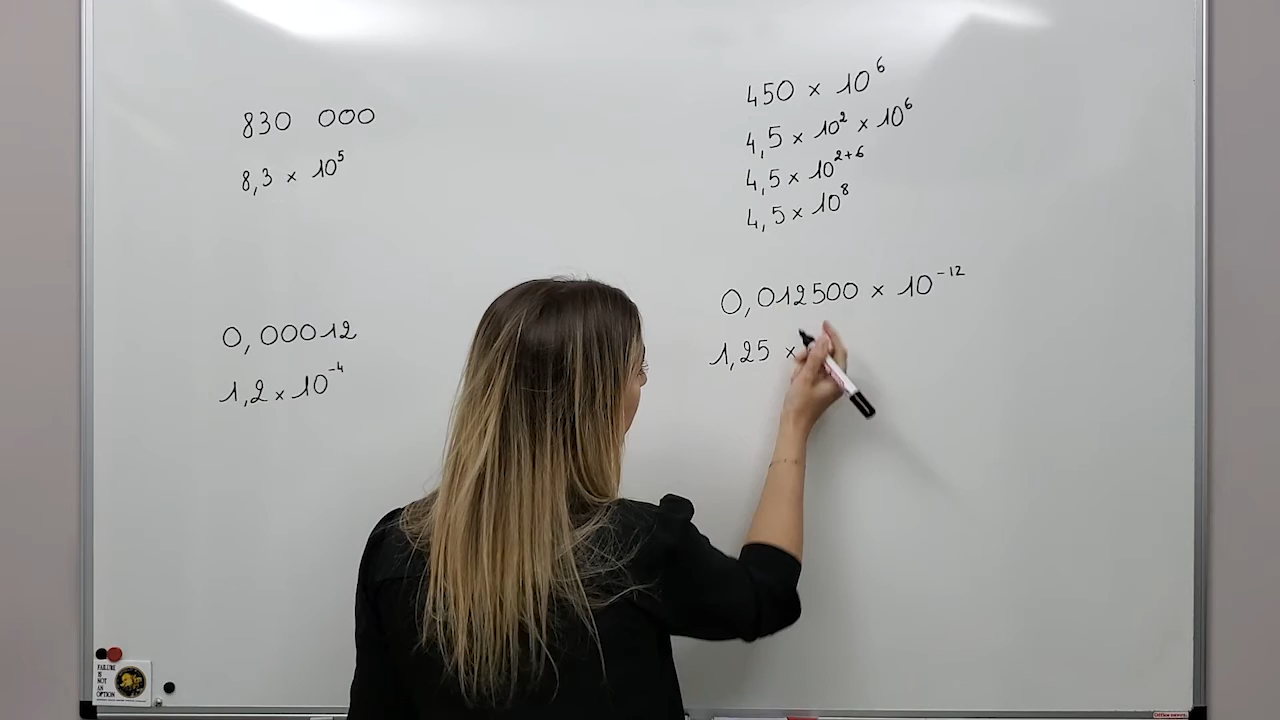 830 000
8,3 × 10⁵
450 × 10⁶
4,5 × 10² × 10⁶
4,5 × 10²⁺⁶
4,5 × 10⁸
0,00012
1,2 × 10⁻⁴
0,012500 × 10⁻¹²
1,25 ×
FAILURE
IS
NOT
AN
OPTION